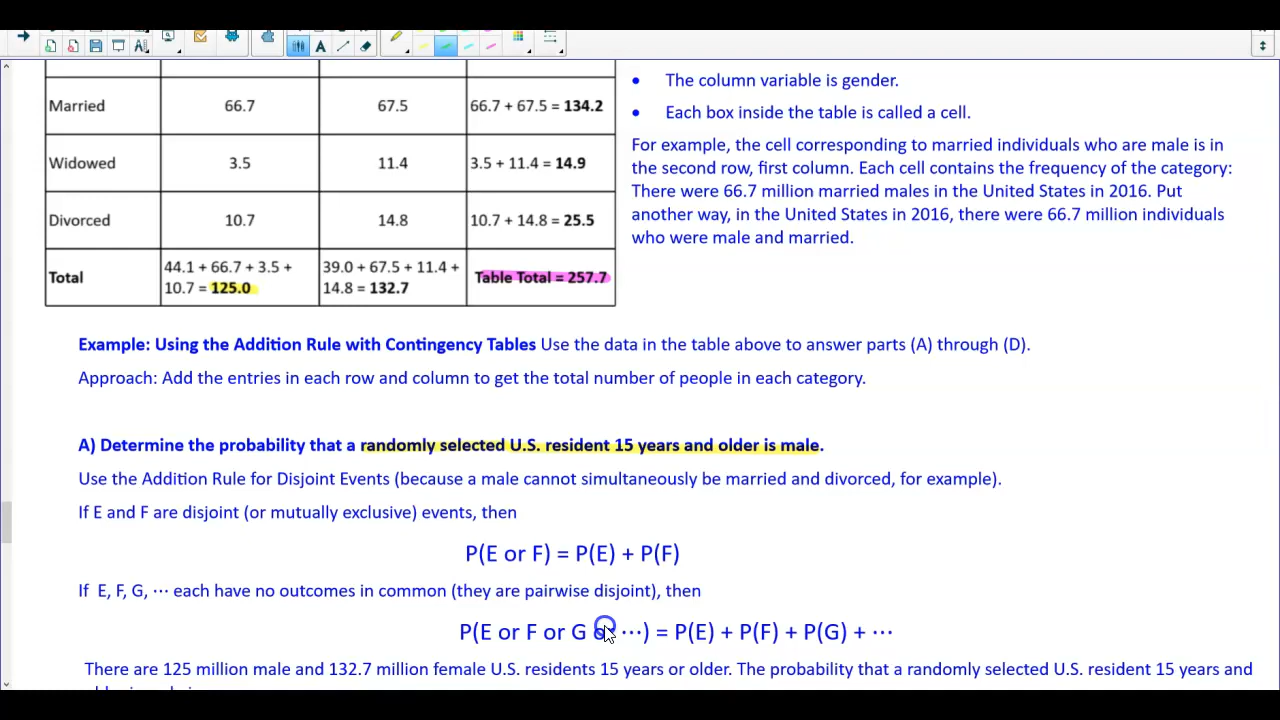 • The column variable is gender.
Married 66.7 67.5 66.7 + 67.5 = 134.2
• Each box inside the table is called a cell.
For example, the cell corresponding to married individuals who are male is in
the second row, first column. Each cell contains the frequency of the category:
There were 66.7 million married males in the United States in 2016. Put
another way, in the United States in 2016, there were 66.7 million individuals
who were male and married.
Widowed 3.5 11.4 3.5 + 11.4 = 14.9
Divorced 10.7 14.8 10.7 + 14.8 = 25.5
Total 44.1 + 66.7 + 3.5 + 10.7 = 125.0 39.0 + 67.5 + 11.4 + 14.8 = 132.7 Table Total = 257.7
Example: Using the Addition Rule with Contingency Tables Use the data in the table above to answer parts (A) through (D).
Approach: Add the entries in each row and column to get the total number of people in each category.
A) Determine the probability that a randomly selected U.S. resident 15 years and older is male.
Use the Addition Rule for Disjoint Events (because a male cannot simultaneously be married and divorced, for example).
If E and F are disjoint (or mutually exclusive) events, then
P(E or F) = P(E) + P(F)
If E, F, G, ⋯ each have no outcomes in common (they are pairwise disjoint), then
P(E or F or G or ⋯) = P(E) + P(F) + P(G) + ⋯
There are 125 million male and 132.7 million female U.S. residents 15 years or older. The probability that a randomly selected U.S. resident 15 years and